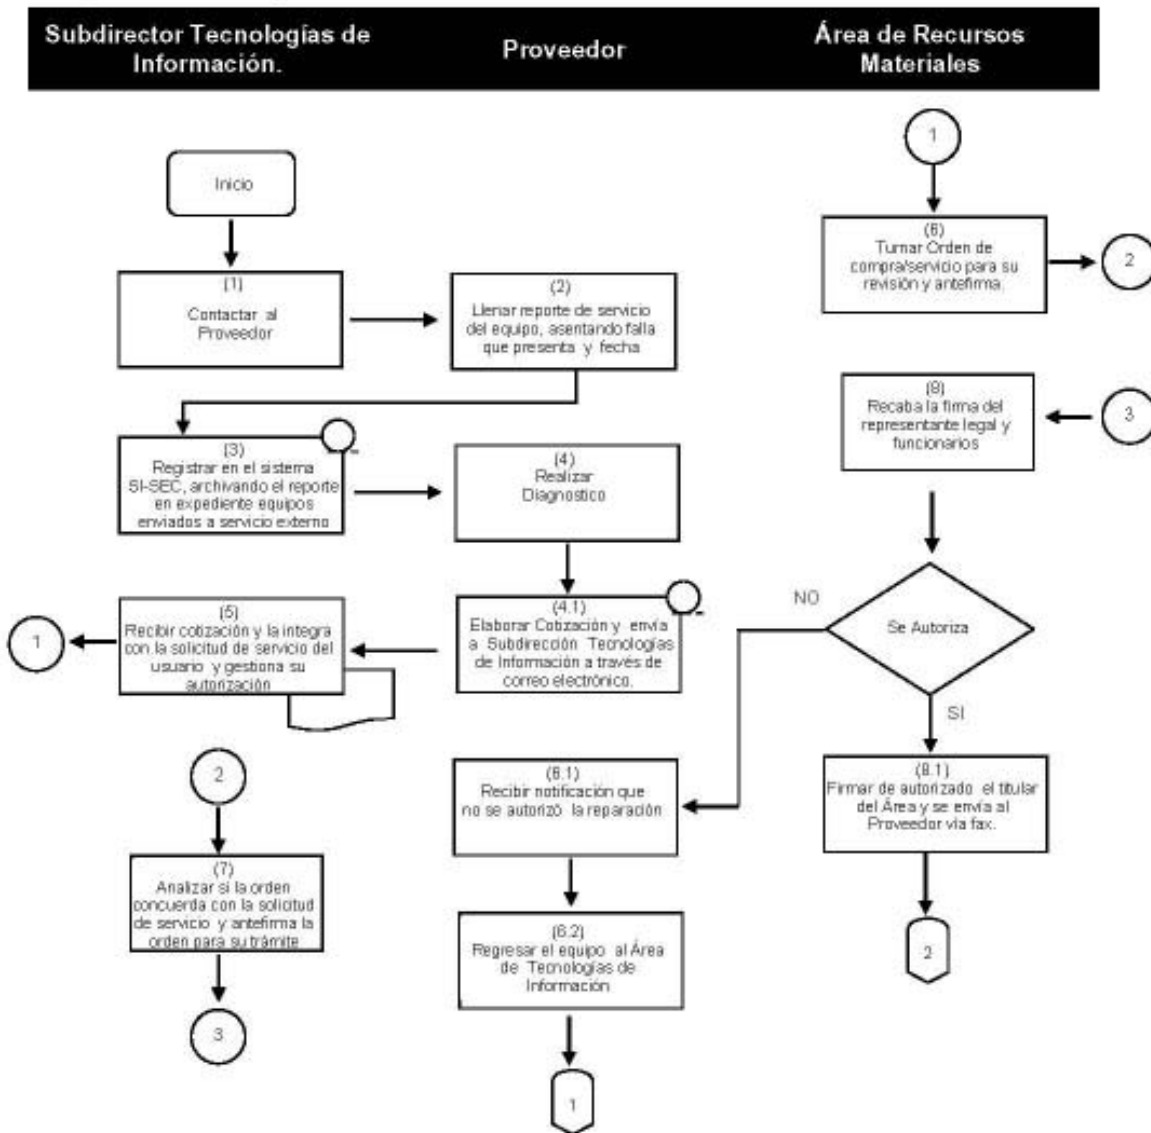 Subdirector Tecnologías de
Información.
Proveedor
Área de Recursos
Materiales
Inicio
(1)
Contactar al
Proveedor
(2)
Llenar reporte de servicio
del equipo, asentando falla
que presenta y fecha
(3)
Registrar en el sistema
SI-SEC, archivando el reporte
en expediente equipos
enviados a servicio externo
(4)
Realizar
Diagnostico
(4.1)
Elaborar Cotización y envía
a Subdirección Tecnologías
de Información a través de
correo electrónico.
(5)
Recibir cotización y la integra
con la solicitud de servicio del
usuario y gestiona su
autorización
1
1
(6)
Turnar Orden de
compra/servicio para su
revisión y antefirma.
2
2
(7)
Analizar si la orden
concuerda con la solicitud
de servicio y antefirma la
orden para su trámite
3
3
(8)
Recaba la firma del
representante legal y
funcionarios
Se Autoriza
NO
SI
(6.1)
Recibir notificación que
no se autorizó la reparación
(6.2)
Regresar el equipo al Área
de Tecnologías de
Información
1
(8.1)
Firmar de autorizado el titular
del Área y se envía al
Proveedor vía fax.
2